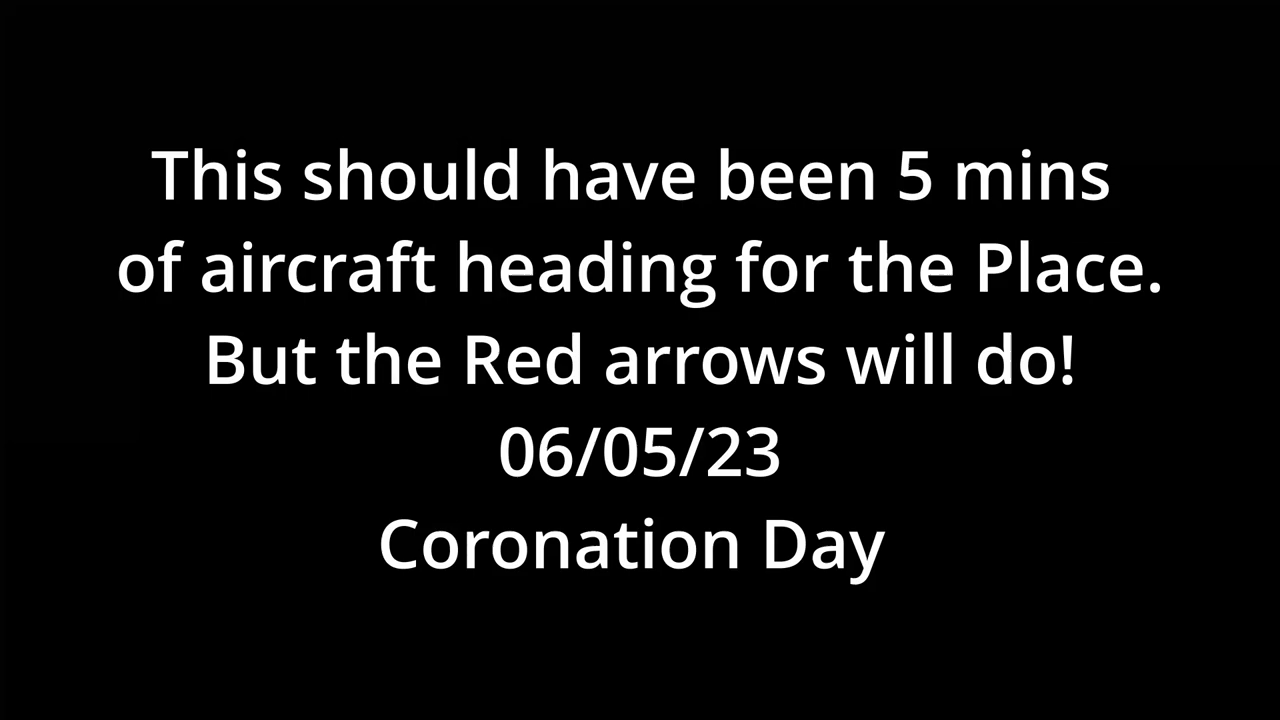 This should have been 5 mins
of aircraft heading for the Place.
But the Red arrows will do!
06/05/23
Coronation Day